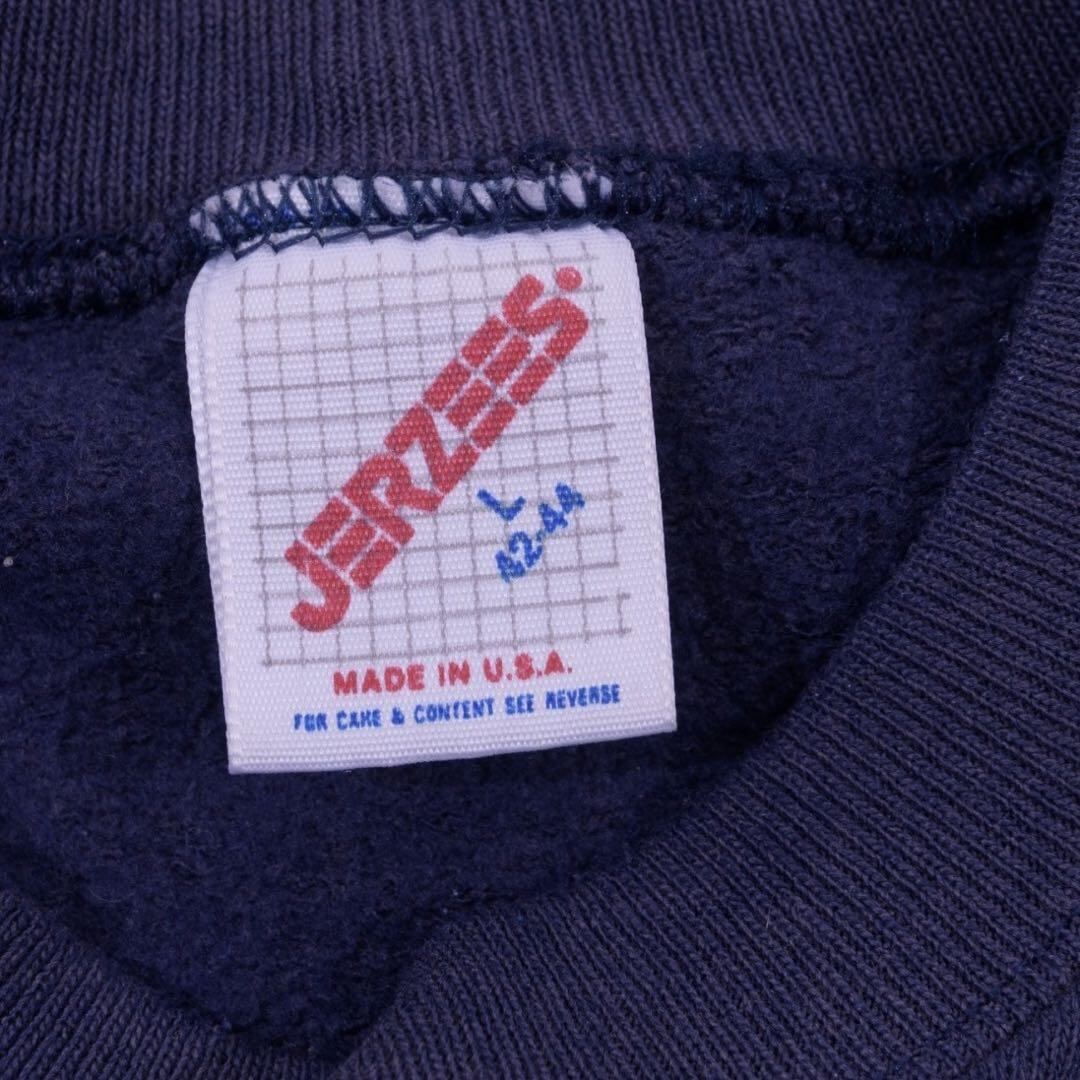 JERZEES.
L
42-44
MADE IN U.S.A.
FOR CARE & CONTENT SEE REVERSE